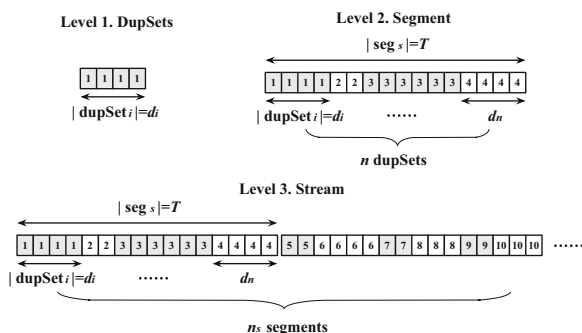 Level 1. DupSets
1 1 1 1
| dupSet i |=di
Level 2. Segment
| seg s |=T
1 1 1 1 2 2 3 3 3 3 3 3 4 4 4 4
| dupSet i |=di ...... dn
n dupSets
Level 3. Stream
| seg s |=T
1 1 1 1 2 2 3 3 3 3 3 3 4 4 4 4 5 5 6 6 6 6 7 7 8 8 8 9 9 10 10 10 ......
| dupSet i |=di ...... dn
ns segments